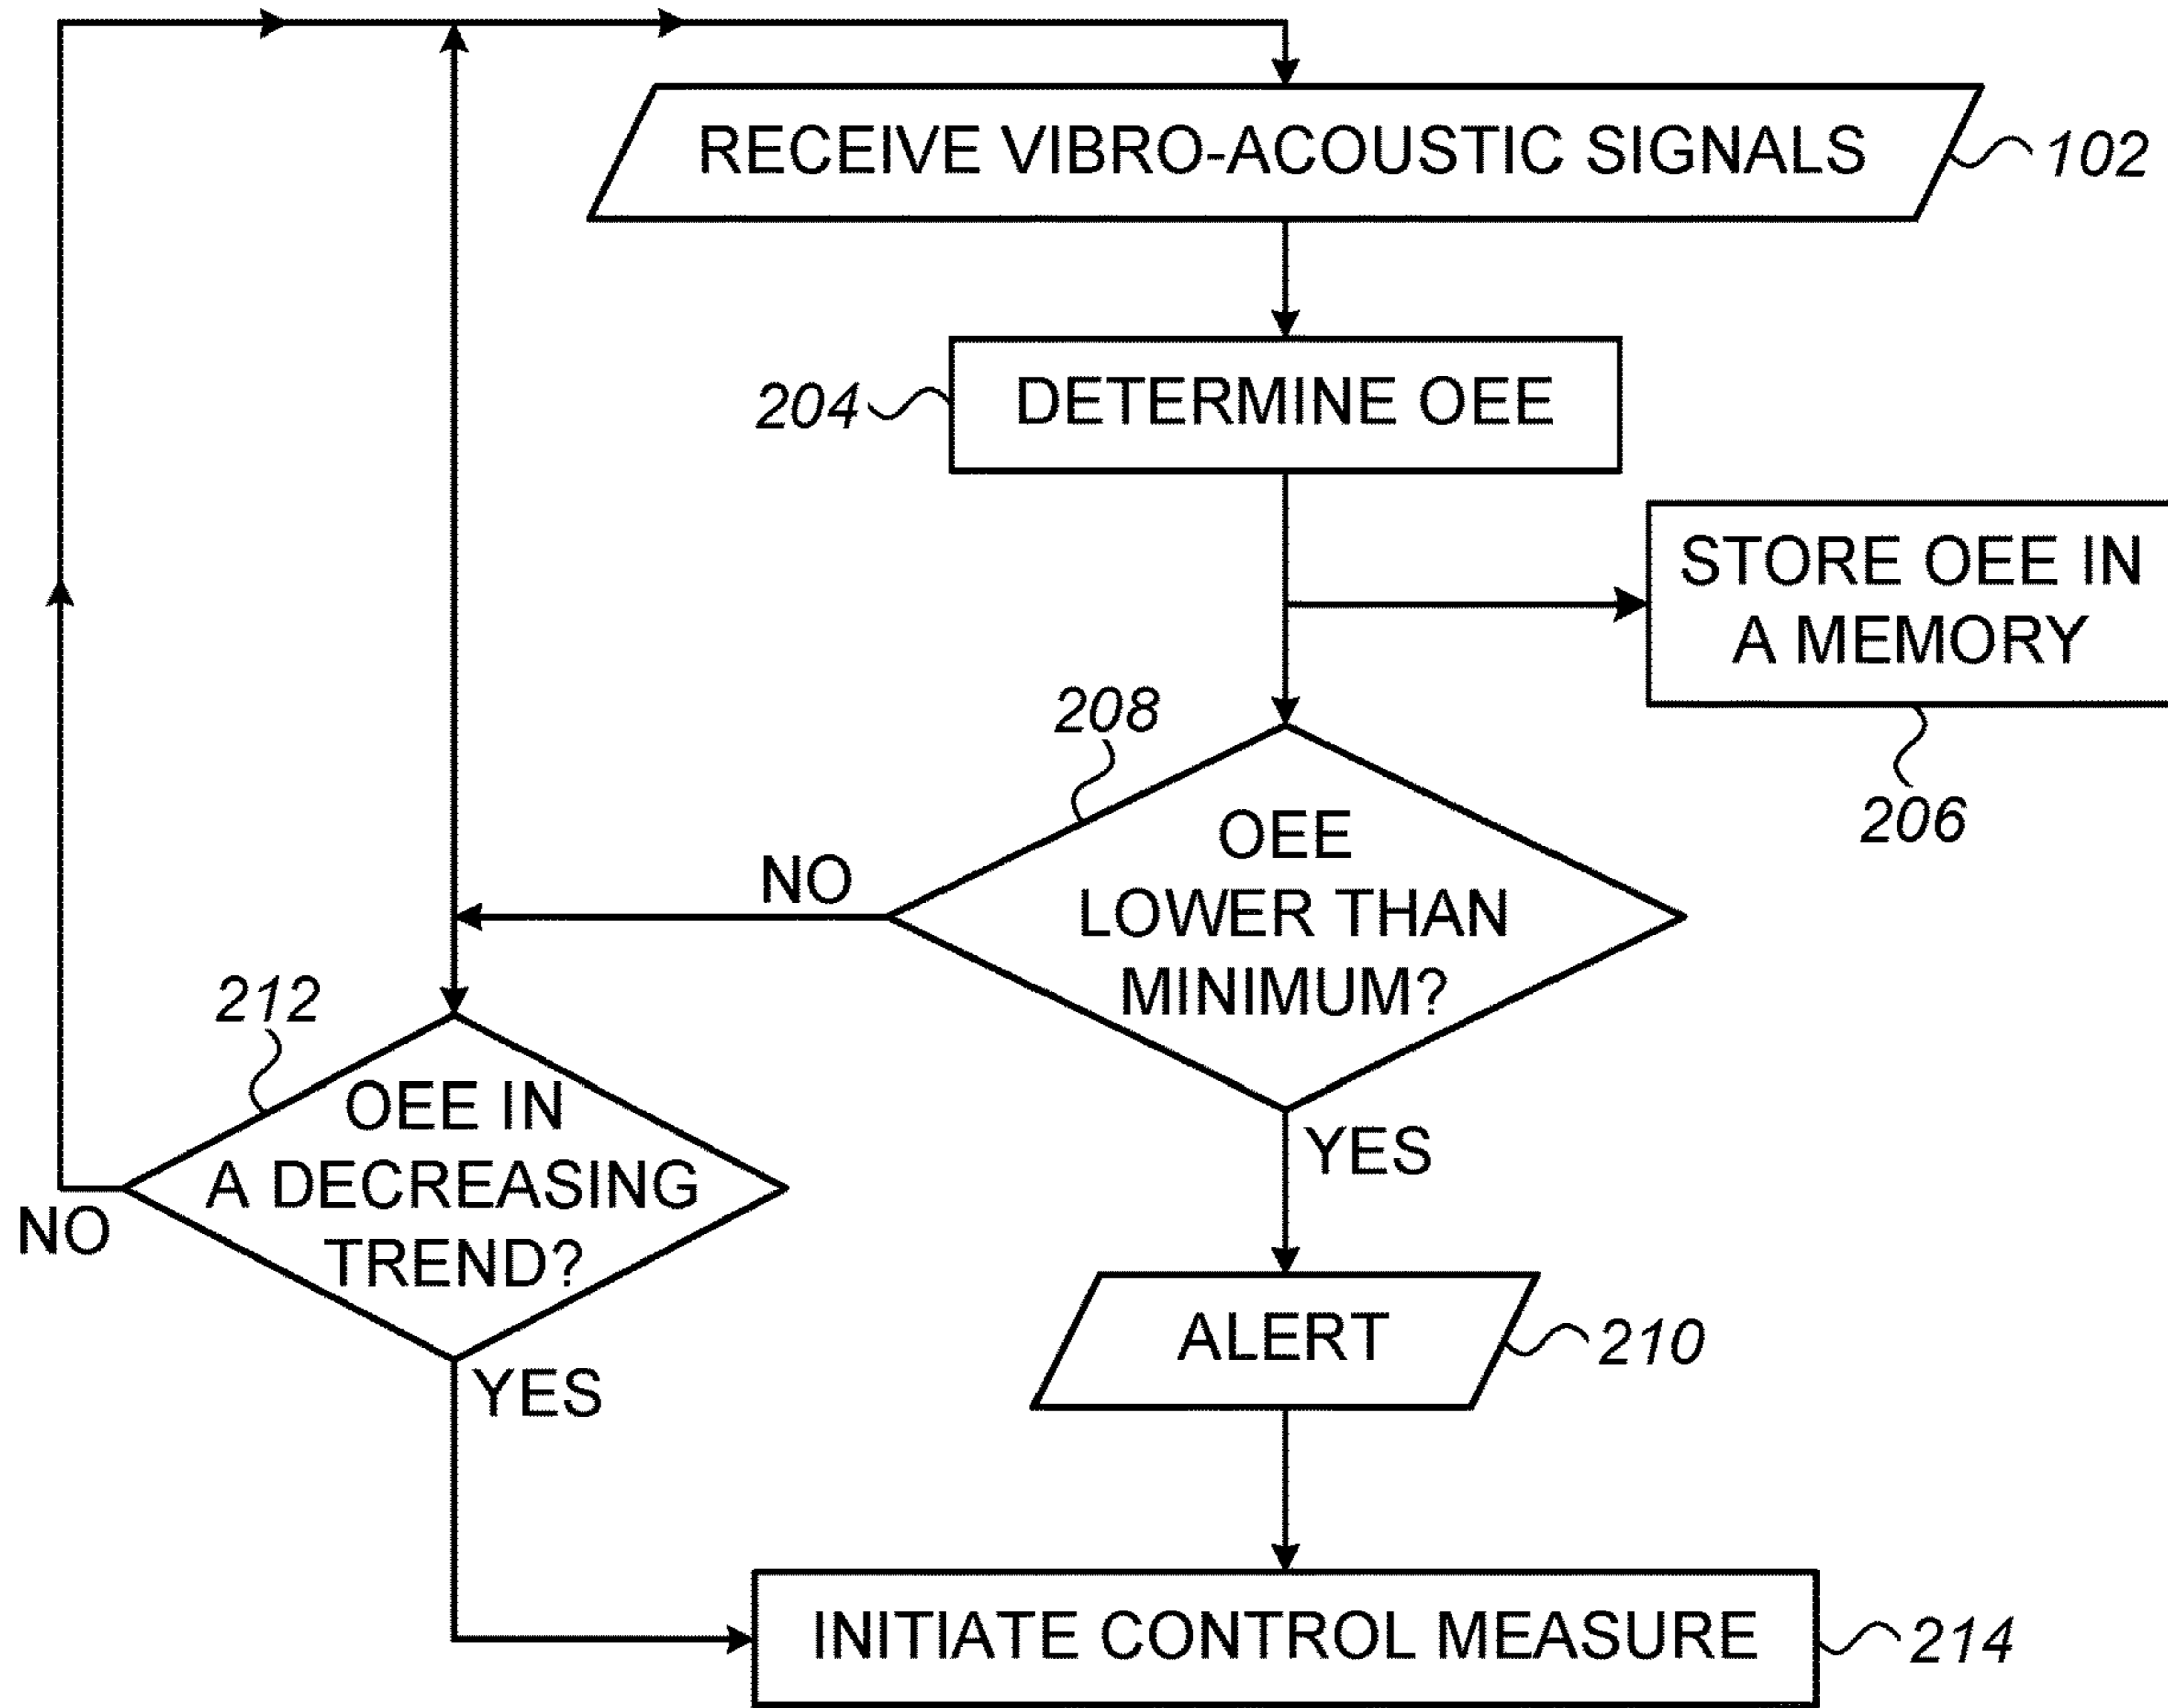 RECEIVE VIBRO-ACOUSTIC SIGNALS
102
204
DETERMINE OEE
STORE OEE IN
A MEMORY
206
208
OEE
LOWER THAN
MINIMUM?
NO
YES
212
OEE IN
A DECREASING
TREND?
NO
YES
ALERT
210
INITIATE CONTROL MEASURE
214